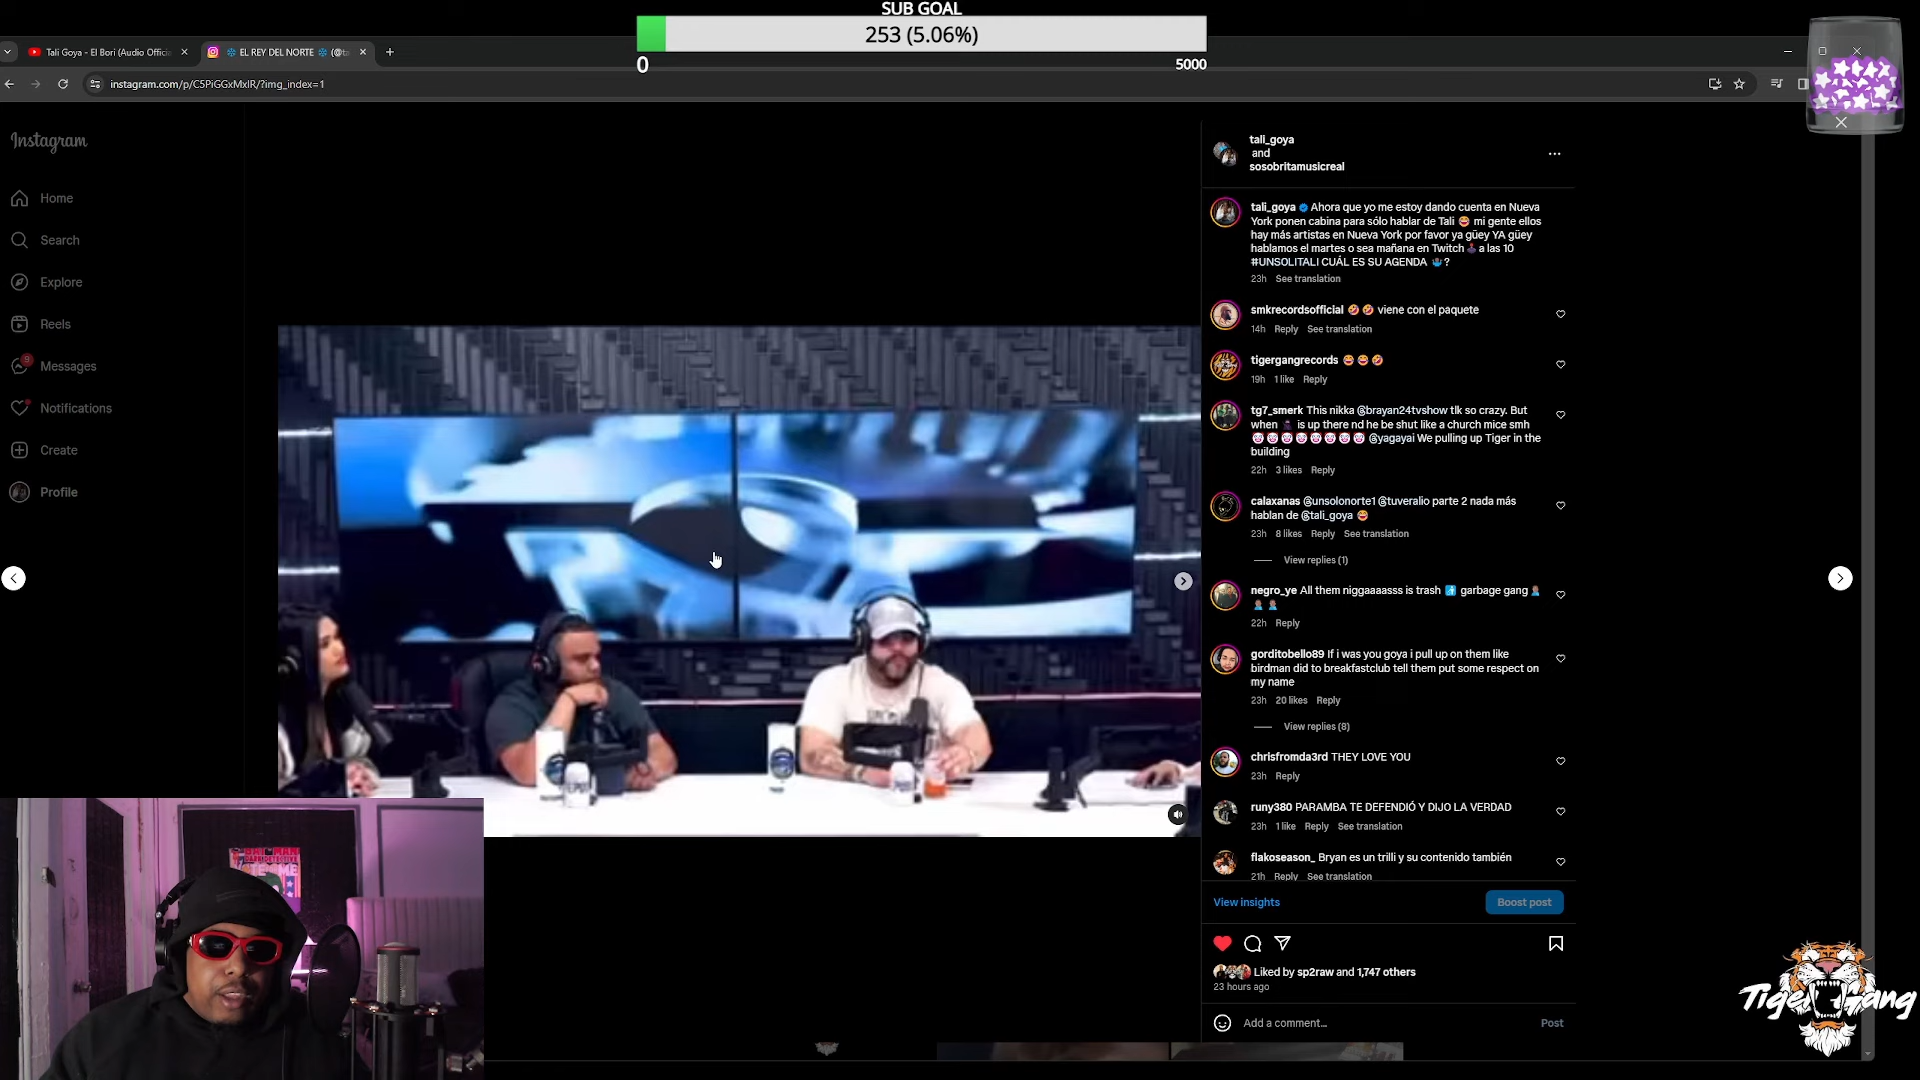 SUB GOAL
253 (5.06%)
0
5000
Tali Goya - El Bori (Audio Oficia
EL REY DEL NORTE
(@ta
instagram.com/p/C5PiGGxMxlR/?img_index=1
Instagram
Home
Search
Explore
Reels
9
Messages
Notifications
Create
Profile
tali_goya
and
sosobritamusicreal
tali_goya Ahora que yo me estoy dando cuenta en Nueva
York ponen cabina para sólo hablar de Tali 😂 mi gente ellos
hay más artistas en Nueva York por favor ya güey YA güey
hablamos el martes o sea mañana en Twitch a las 10
#UNSOLITALI CUÁL ES SU AGENDA ?
23h See translation
smkrecordsofficial 🤣🤣 viene con el paquete
14h Reply See translation
tigergangrecords 😂😂🤣
19h 1 like Reply
tg7_smerk This nikka @brayan24tvshow tlk so crazy. But
when is up there nd he be shut like a church mice smh
🤡🤡🤡🤡🤡🤡🤡🤡 @yagayai We pulling up Tiger in the
building
22h 3 likes Reply
calaxanas @unsolonorte1 @tuveralio parte 2 nada más
hablan de @tali_goya 😂
23h 8 likes Reply See translation
View replies (1)
negro_ye All them niggaaaasss is trash 🚮 garbage gang
22h Reply
gorditobello89 If i was you goya i pull up on them like
birdman did to breakfastclub tell them put some respect on
my name
23h 20 likes Reply
View replies (8)
chrisfromda3rd THEY LOVE YOU
23h Reply
runy380 PARAMBA TE DEFENDIÓ Y DIJO LA VERDAD
23h 1 like Reply See translation
flakoseason_ Bryan es un trilli y su contenido también
21h Reply See translation
View insights
Boost post
Liked by sp2raw and 1,747 others
23 hours ago
Add a comment...
Post
Tiger Gang